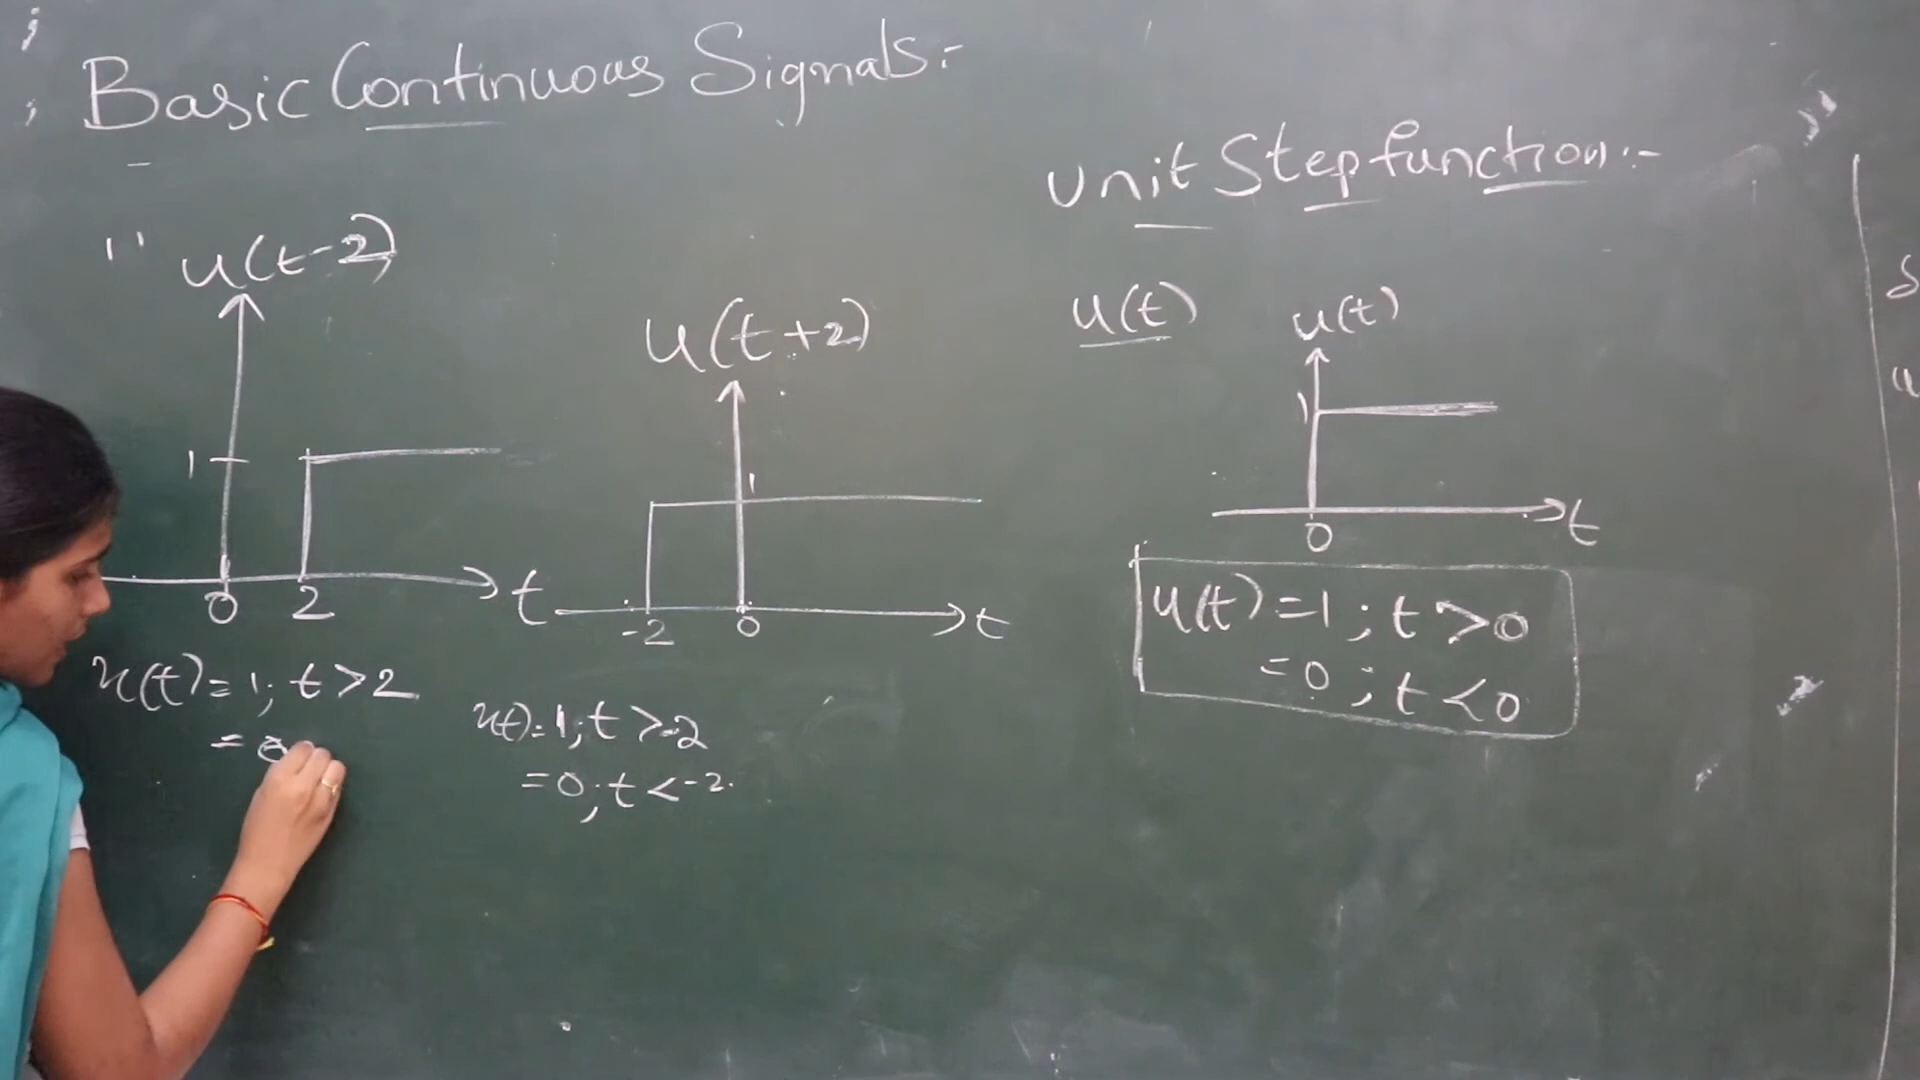 Basic Continuous Signals:-
Unit Step function:-
u(t-2)
1
0 2 t
u(t)=1; t>2
=0
u(t+2)
1
-2 0 t
u(t)=1; t>-2
=0; t<-2.
u(t)
u(t)
1
0 t
u(t)=1; t>0
=0; t<0